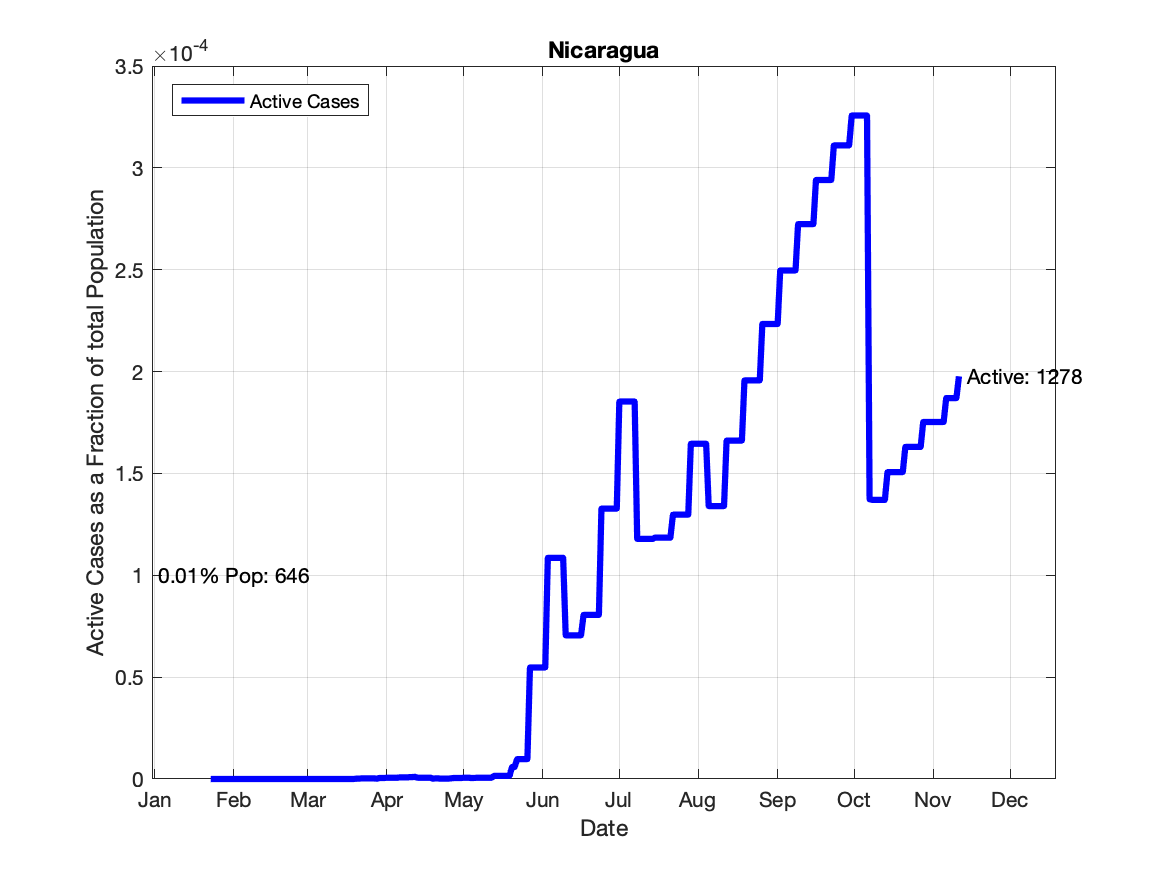 Nicaragua
×10-4
3.5
3
2.5
2
1.5
1
0.5
0
Active Cases as a Fraction of total Population
Active Cases
Active: 1278
0.01% Pop: 646
Jan Feb Mar Apr May Jun Jul Aug Sep Oct Nov Dec
Date